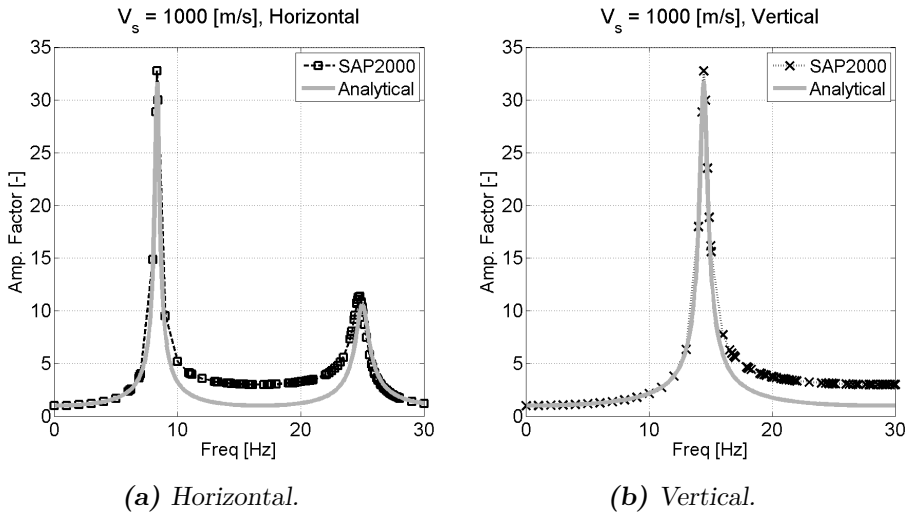 V_s = 1000 [m/s], Horizontal
35
30
25
20
15
10
5
0
Amp. Factor [-]
SAP2000
Analytical
0
10
20
30
Freq [Hz]
(a) Horizontal.
V_s = 1000 [m/s], Vertical
35
30
25
20
15
10
5
0
Amp. Factor [-]
SAP2000
Analytical
0
10
20
30
Freq [Hz]
(b) Vertical.